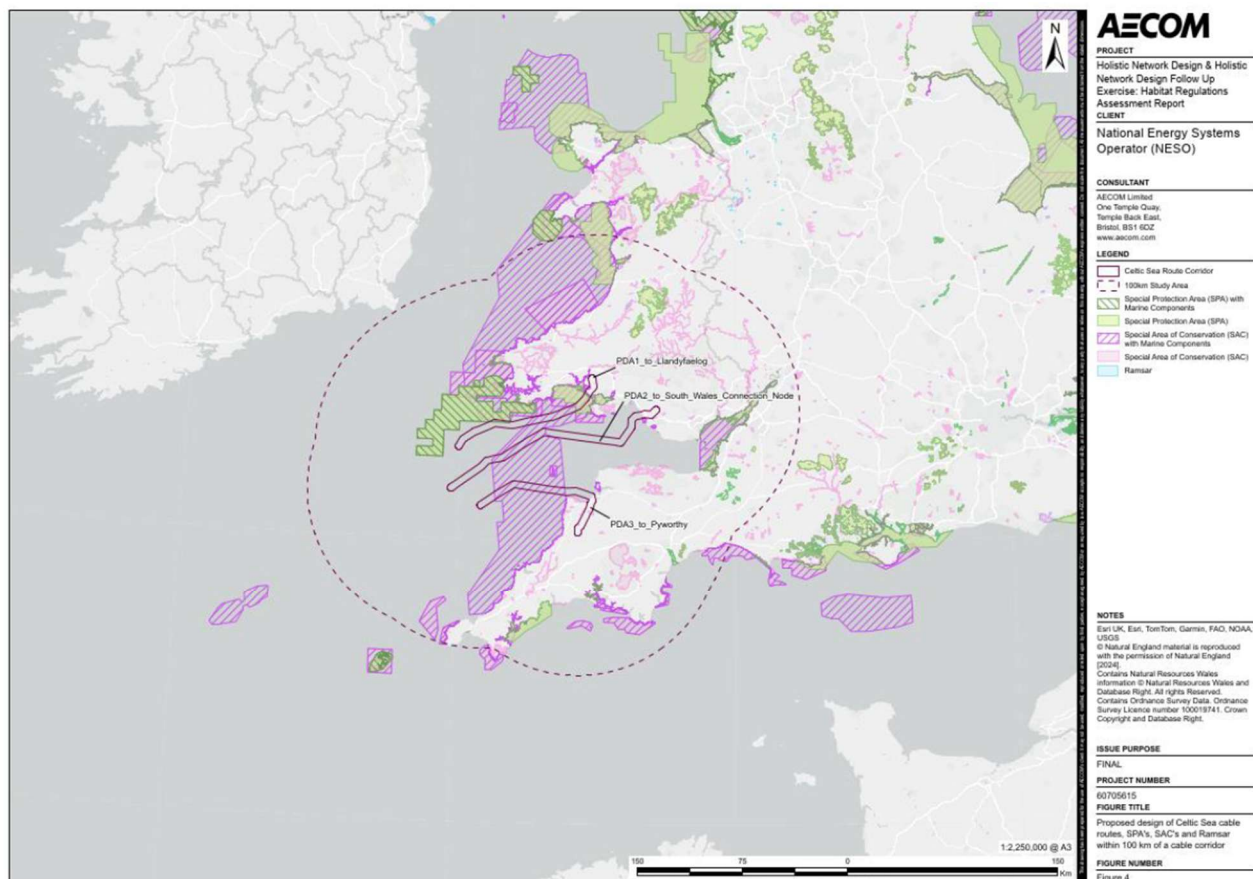 N
PDA1_to_Llandyfaelog
PDA2_to_South_Wales_Connection_Node
PDA3_to_Pyworthy
1:2,250,000 @ A3
150
75
0
150
Km
AECOM
PROJECT
Holistic Network Design & Holistic
Network Design Follow Up
Exercise: Habitat Regulations
Assessment Report
CLIENT
National Energy Systems
Operator (NESO)
CONSULTANT
AECOM Limited
One Temple Quay,
Temple Back East,
Bristol, BS1 6DZ
www.aecom.com
LEGEND
Celtic Sea Route Corridor
100km Study Area
Special Protection Area (SPA) with
Marine Components
Special Protection Area (SPA)
Special Area of Conservation (SAC)
with Marine Components
Special Area of Conservation (SAC)
Ramsar
NOTES
Esri UK, Esri, TomTom, Garmin, FAO, NOAA,
USGS
© Natural England material is reproduced
with the permission of Natural England
[2024].
Contains Natural Resources Wales
information © Natural Resources Wales and
Database Right. All rights Reserved.
Contains Ordnance Survey Data. Ordnance
Survey Licence number 100019741. Crown
Copyright and Database Right.
ISSUE PURPOSE
FINAL
PROJECT NUMBER
60705615
FIGURE TITLE
Proposed design of Celtic Sea cable
routes, SPA's, SAC's and Ramsar
within 100 km of a cable corridor
FIGURE NUMBER
Figure 4